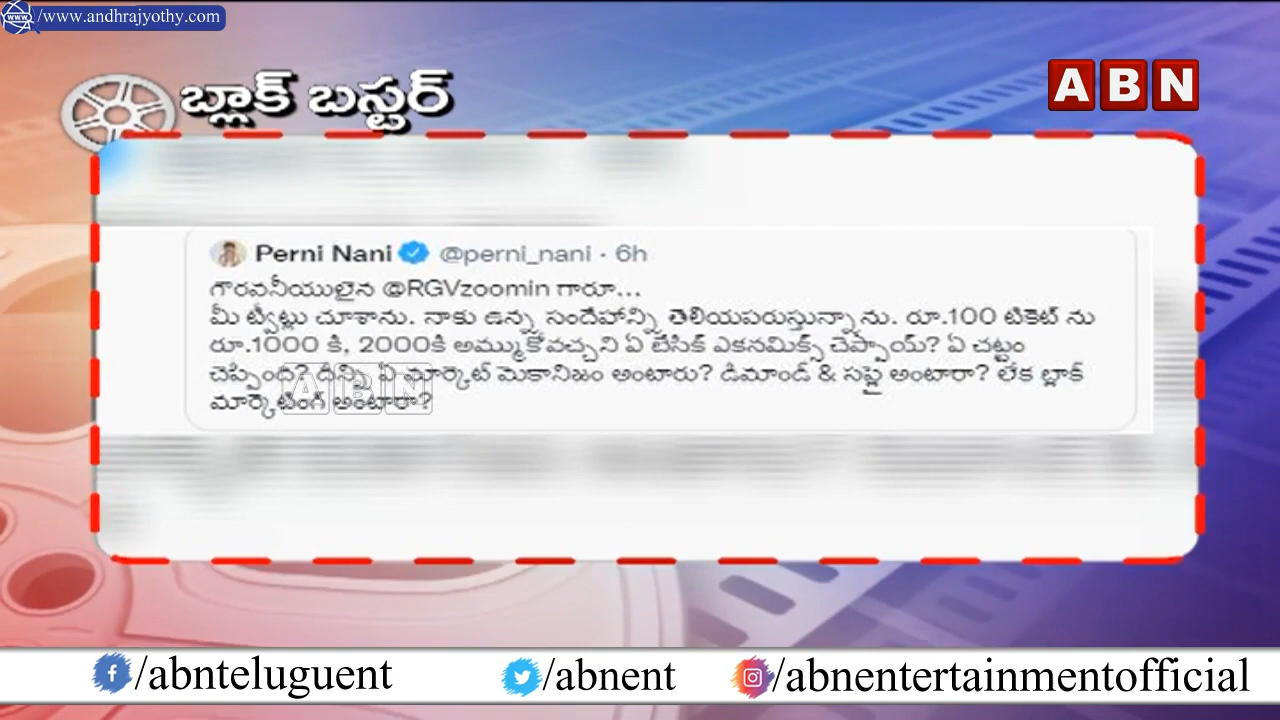 /www.andhrajyothy.com
బ్లాక్ బస్టర్
ABN
Perni Nani @perni_nani · 6h
గౌరవనీయులైన @RGVzoomin గారూ...
మీ ట్వీట్లు చూశాను. నాకు ఉన్న సందేహాన్ని తెలియపరుస్తున్నాను. రూ.100 టికెట్ ను
రూ.1000 కి, 2000కి అమ్ముకోవచ్చని ఏ బేసిక్ ఎకనమిక్స్ చెప్పాయ్? ఏ చట్టం
చెప్పింది? దీన్ని ఏ మార్కెట్ మెకానిజం అంటారు? డిమాండ్ & సప్లై అంటారా? లేక బ్లాక్
మార్కెటింగ్ అంటారా?
ABN
/abnteluguent
/abnent
/abnentertainmentofficial